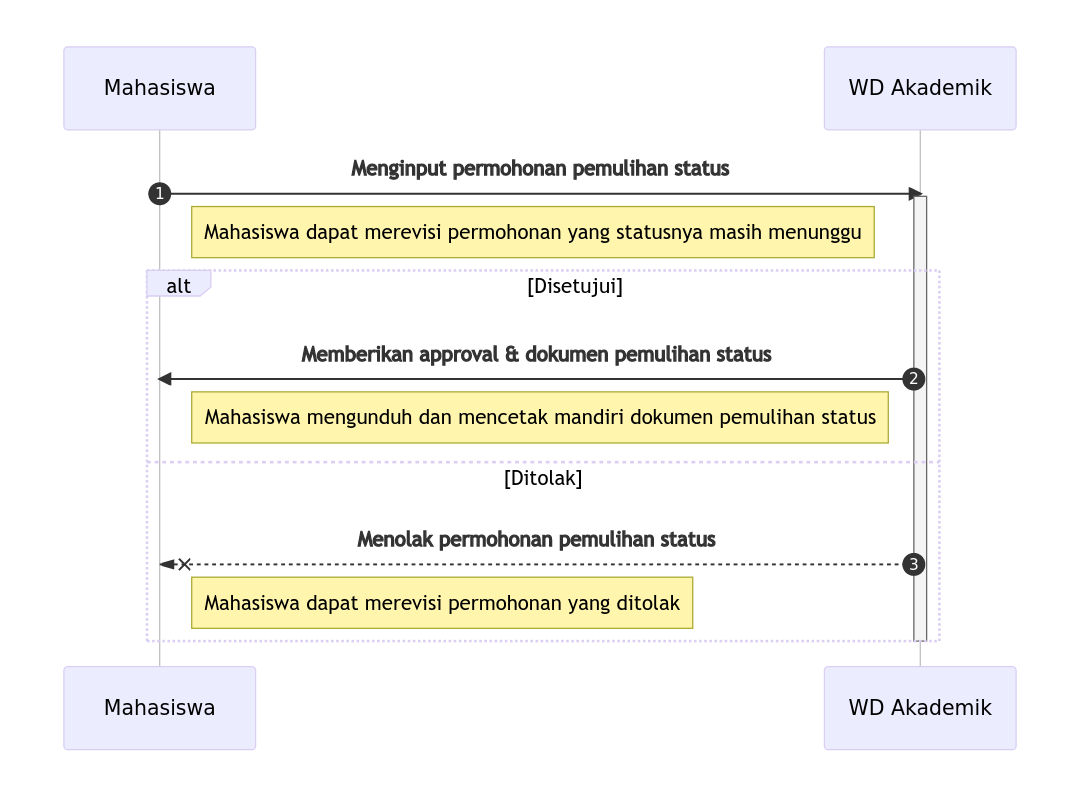 Mahasiswa
WD Akademik
Menginput permohonan pemulihan status
1
Mahasiswa dapat merevisi permohonan yang statusnya masih menunggu
alt
[Disetujui]
Memberikan approval & dokumen pemulihan status
2
Mahasiswa mengunduh dan mencetak mandiri dokumen pemulihan status
[Ditolak]
Menolak permohonan pemulihan status
3
Mahasiswa dapat merevisi permohonan yang ditolak
Mahasiswa
WD Akademik